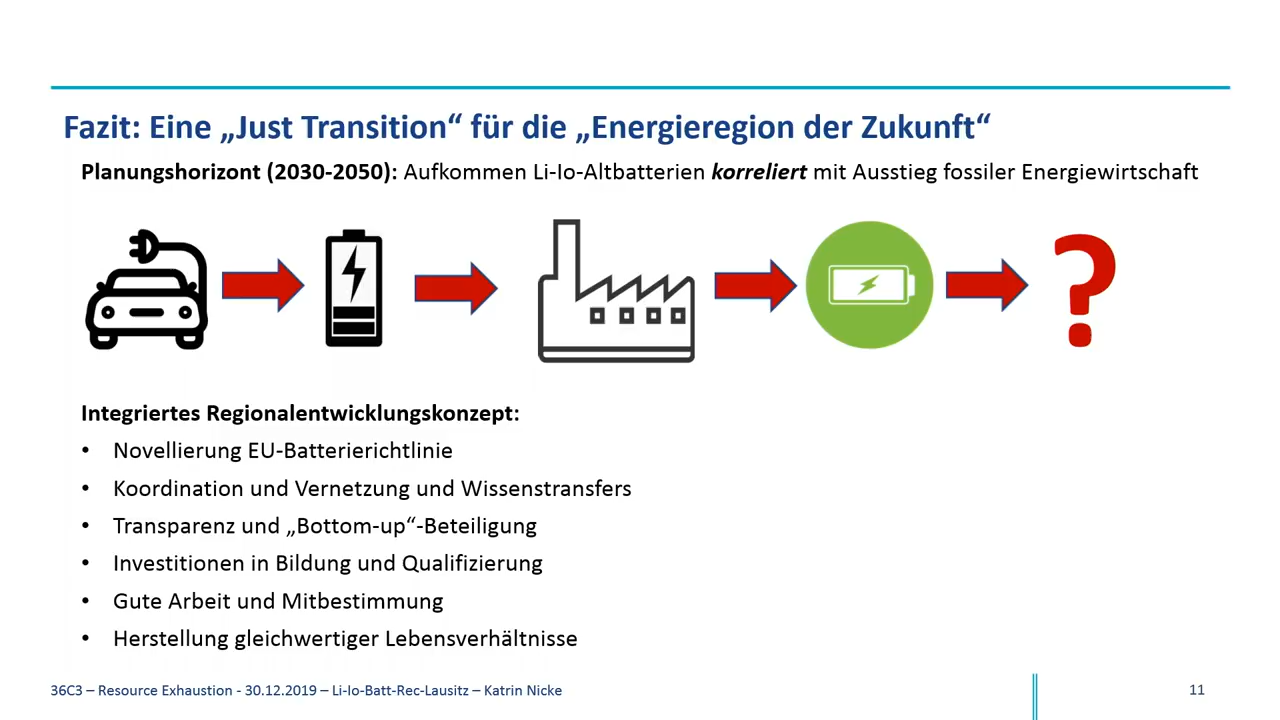 Fazit: Eine „Just Transition“ für die „Energieregion der Zukunft“
Planungshorizont (2030-2050): Aufkommen Li-Io-Altbatterien korreliert mit Ausstieg fossiler Energiewirtschaft
?
Integriertes Regionalentwicklungskonzept:
• Novellierung EU-Batterierichtlinie
• Koordination und Vernetzung und Wissenstransfers
• Transparenz und „Bottom-up“-Beteiligung
• Investitionen in Bildung und Qualifizierung
• Gute Arbeit und Mitbestimmung
• Herstellung gleichwertiger Lebensverhältnisse
36C3 – Resource Exhaustion - 30.12.2019 – Li-Io-Batt-Rec-Lausitz – Katrin Nicke
11